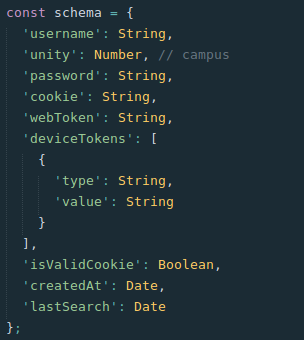 const schema = {
'username': String,
'unity': Number, // campus
'password': String,
'cookie': String,
'webToken': String,
'deviceTokens': [
{
'type': String,
'value': String
}
],
'isValidCookie': Boolean,
'createdAt': Date,
'lastSearch': Date
};